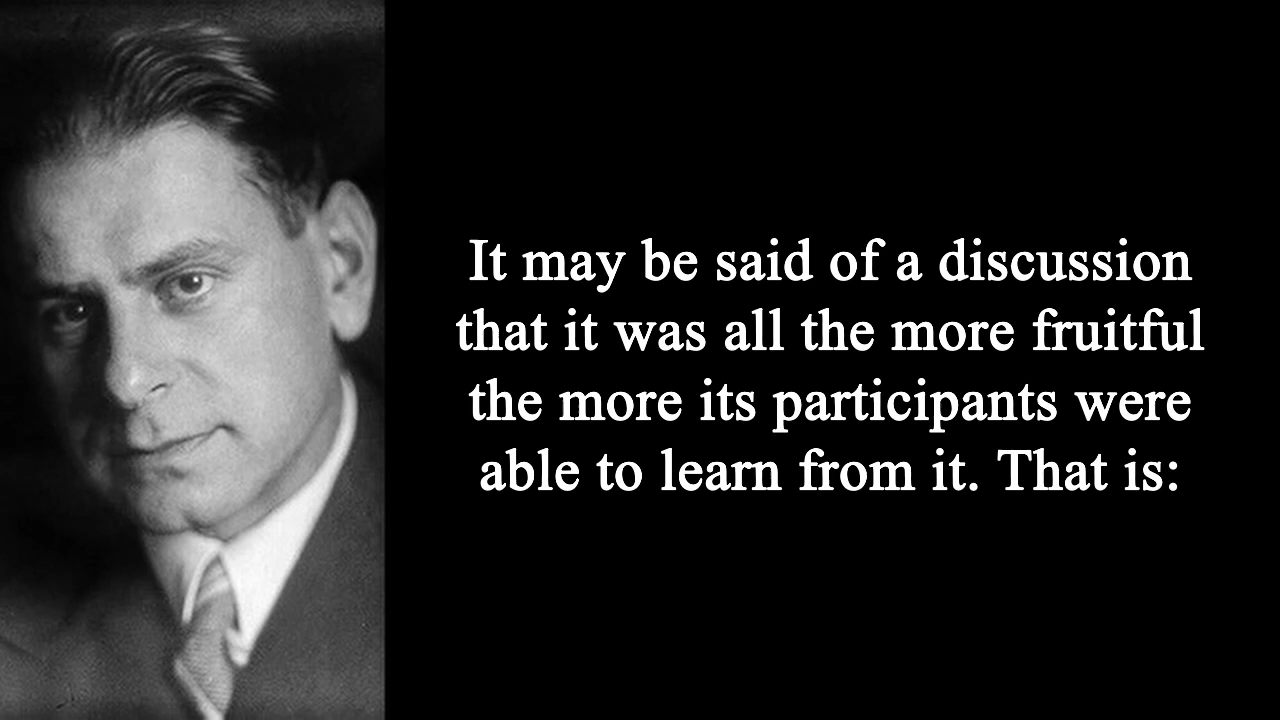 It may be said of a discussion
that it was all the more fruitful
the more its participants were
able to learn from it. That is: